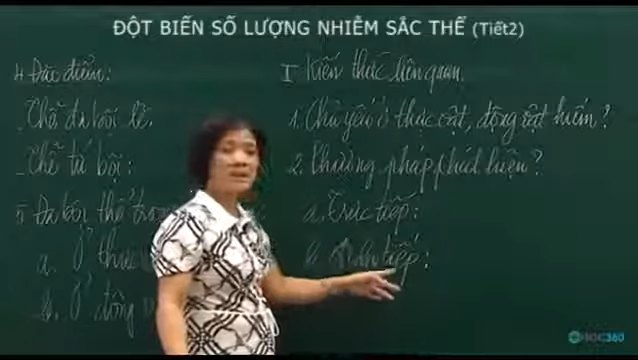 ĐỘT BIẾN SỐ LƯỢNG NHIỄM SẮC THỂ (Tiết2)
4. Đặc điểm:
- Thể đa bội lẻ.
- Thể tứ bội:
5. Đa bội thể
a. Ở thực
b. Ở động
I Kiến thức liên quan.
1. Chủ yếu ở thực vật, động vật hiếm?
2. Phương pháp phát hiện?
a. Trực tiếp:
tiếp:
HOC360